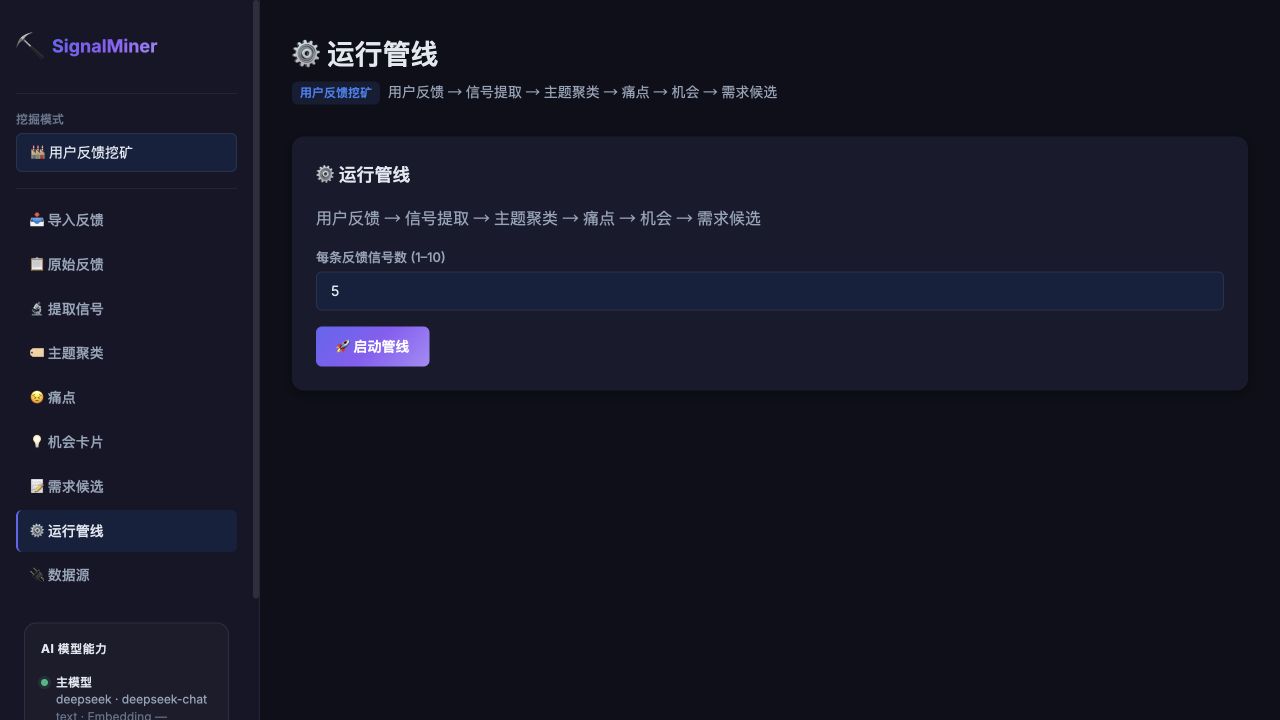 SignalMiner
挖掘模式
用户反馈挖矿
导入反馈
原始反馈
提取信号
主题聚类
痛点
机会卡片
需求候选
运行管线
数据源
AI 模型能力
主模型
deepseek · deepseek-chat
text · Embedding —
运行管线
用户反馈挖矿 用户反馈 → 信号提取 → 主题聚类 → 痛点 → 机会 → 需求候选
运行管线
用户反馈 → 信号提取 → 主题聚类 → 痛点 → 机会 → 需求候选
每条反馈信号数 (1–10)
5
启动管线